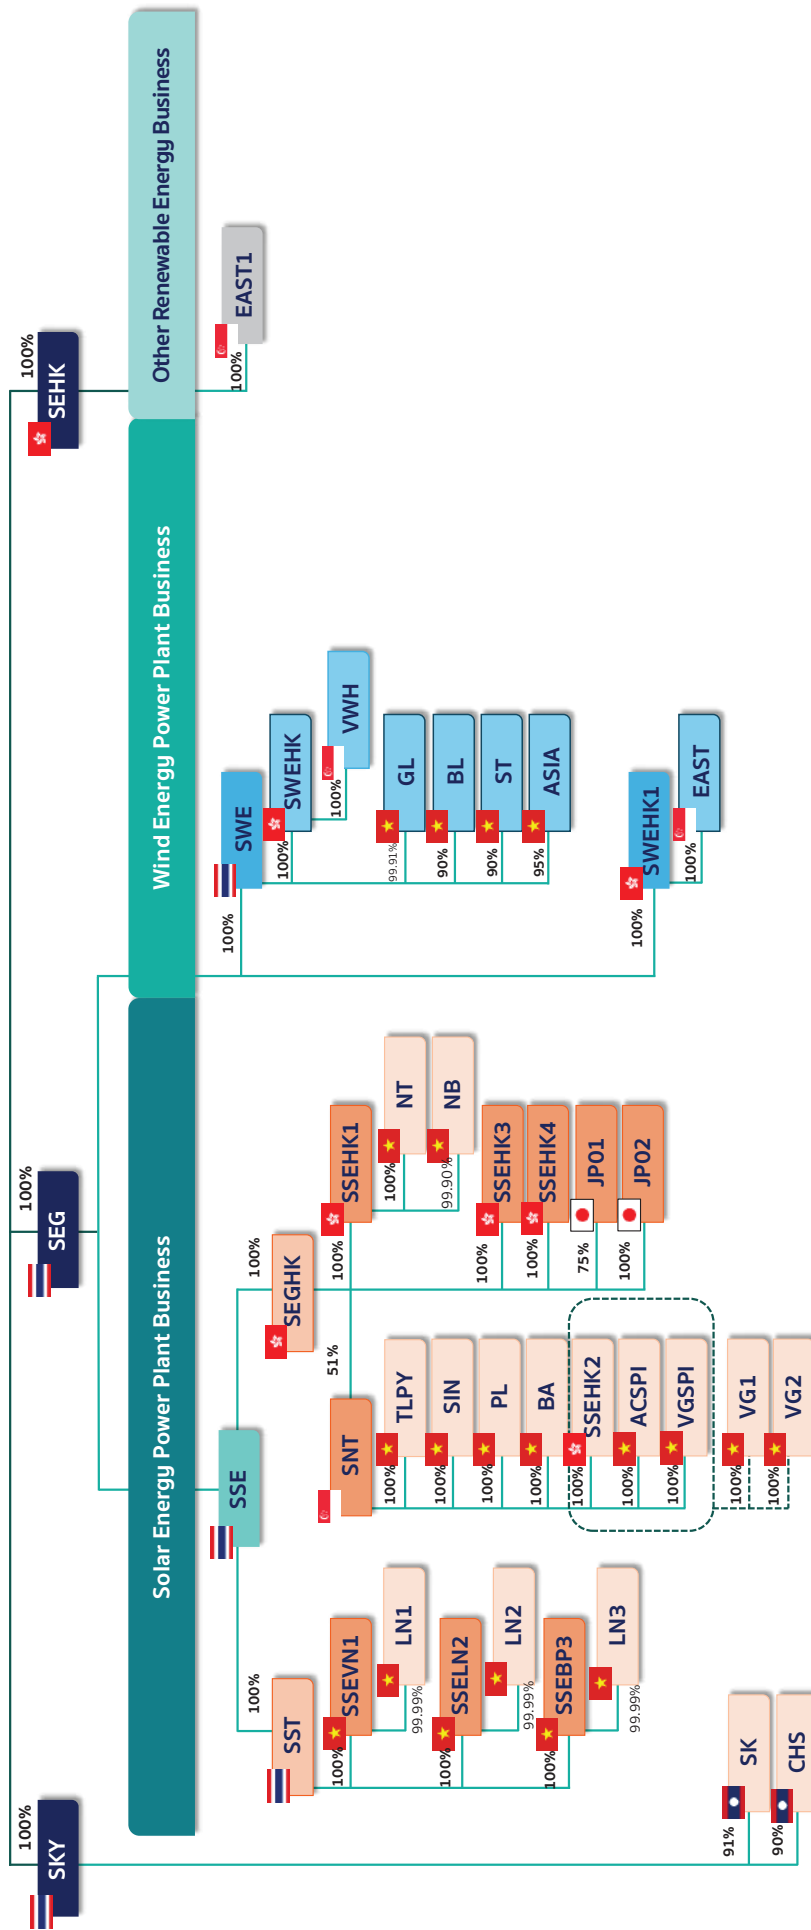 100%
SKY
100%
SEG
100%
SEHK
Solar Energy Power Plant Business
Wind Energy Power Plant Business
Other Renewable Energy Business
SSE
100%
SST
100%
SSEVN1
99.99%
LN1
100%
SSELN2
99.99%
LN2
100%
SSEBP3
99.99%
LN3
91%
SK
90%
CHS
100%
SEGHK
51%
SNT
100%
TLPY
100%
SIN
100%
PL
100%
BA
100%
SSEHK2
100%
ACSPI
100%
VGSPI
100%
VG1
100%
VG2
100%
SSEHK1
100%
NT
99.90%
NB
100%
SSEHK3
100%
SSEHK4
75%
JP01
100%
JP02
100%
SWE
100%
SWEHK
100%
VWH
99.91%
GL
90%
BL
90%
ST
95%
ASIA
100%
SWEHK1
100%
EAST
100%
EAST1